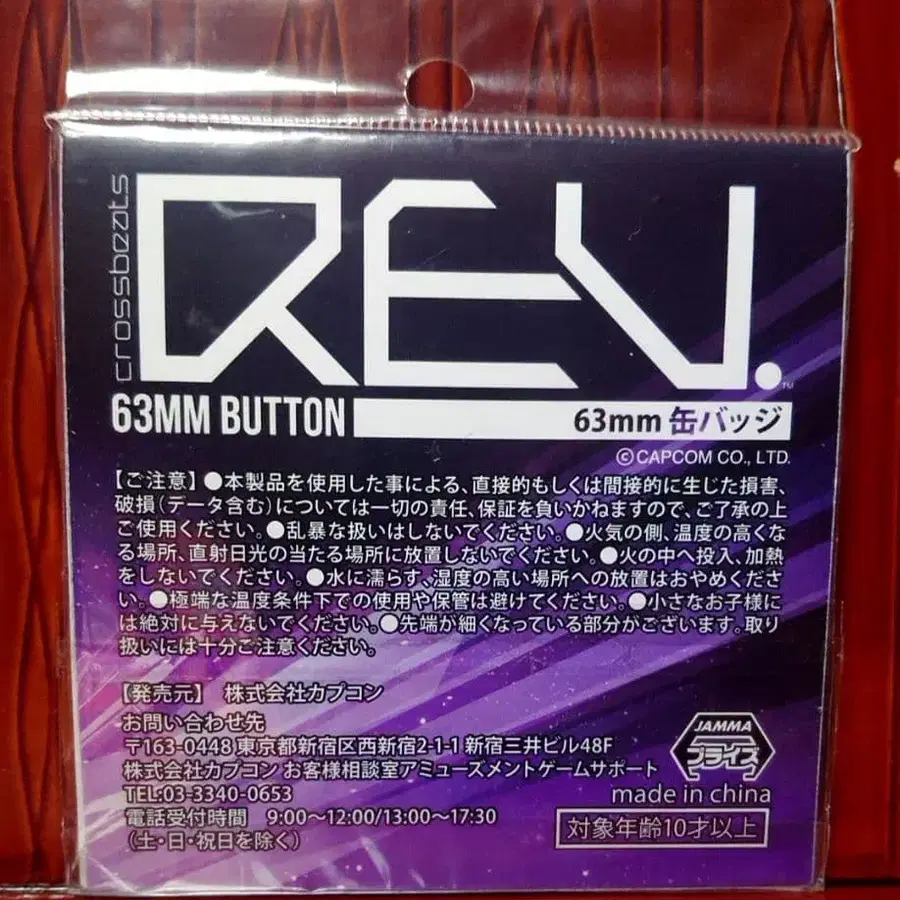 crossbeats
REV.
TM
63MM BUTTON
63mm 缶バッジ
©CAPCOM CO., LTD.
【ご注意】●本製品を使用した事による、直接的もしくは間接的に生じた損害、
破損(データ含む)については一切の責任、保証を負いかねますので、ご了承の上
ご使用ください。●乱暴な扱いはしないでください。●火気の側、温度の高くな
る場所、直射日光の当たる場所に放置しないでください。●火の中へ投入、加熱
をしないでください。●水に濡らす、湿度の高い場所への放置はおやめくださ
い。●極端な温度条件下での使用や保管は避けてください。●小さなお子様に
は絶対に与えないでください。●先端が細くなっている部分がございます。取り
扱いには十分ご注意ください。
【発売元】 株式会社カプコン
お問い合わせ先
〒163-0448 東京都新宿区西新宿2-1-1 新宿三井ビル48F
株式会社カプコン お客様相談室アミューズメントゲームサポート
TEL:03-3340-0653
電話受付時間 9:00～12:00/13:00～17:30
(土・日・祝日を除く)
JAMMA
プライズ
made in china
対象年齢10才以上